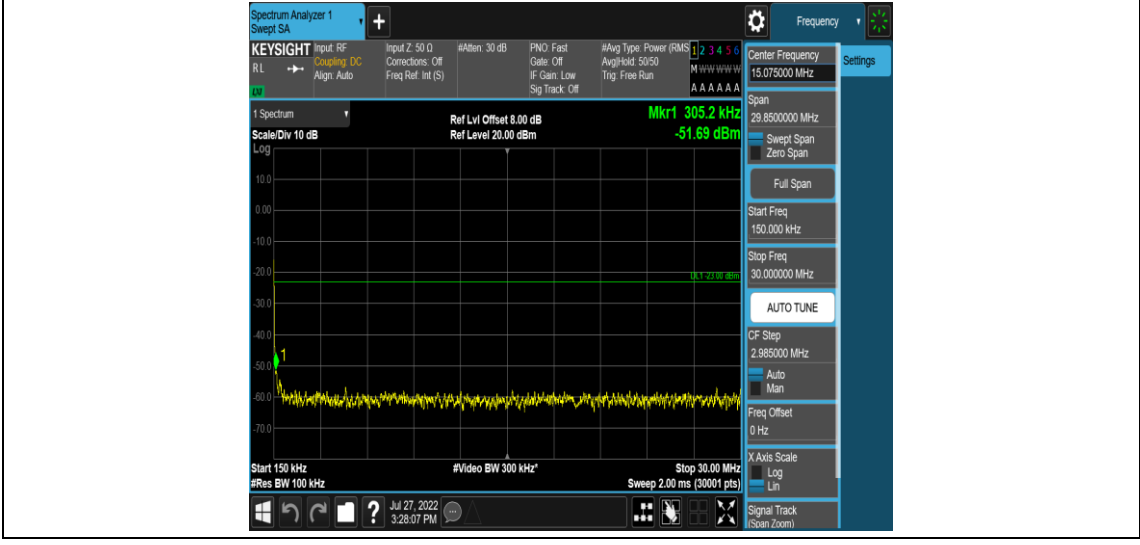 Spectrum Analyzer 1
Swept SA
+
Frequency
KEYSIGHT
RL
LXI
Input: RF
Coupling: DC
Align: Auto
Input Z: 50 Ω
Corrections: Off
Freq Ref: Int (S)
#Atten: 30 dB
PNO: Fast
Gate: Off
IF Gain: Low
Sig Track: Off
#Avg Type: Power (RMS
Avg|Hold: 50/50
Trig: Free Run
1 2 3 4 5 6
M W W W W W
A A A A A A
1 Spectrum
Scale/Div 10 dB
Log
Ref Lvl Offset 8.00 dB
Ref Level 20.00 dBm
Mkr1 305.2 kHz
-51.69 dBm
10.0
0.00
-10.0
-20.0
DL1 -23.00 dBm
-30.0
-40.0
1
-50.0
-60.0
-70.0
Start 150 kHz
#Res BW 100 kHz
#Video BW 300 kHz*
Stop 30.00 MHz
Sweep 2.00 ms (30001 pts)
Center Frequency
15.075000 MHz
Settings
Span
29.8500000 MHz
Swept Span
Zero Span
Full Span
Start Freq
150.000 kHz
Stop Freq
30.000000 MHz
AUTO TUNE
CF Step
2.985000 MHz
Auto
Man
Freq Offset
0 Hz
X Axis Scale
Log
Lin
Signal Track
(Span Zoom)
?
Jul 27, 2022
3:28:07 PM